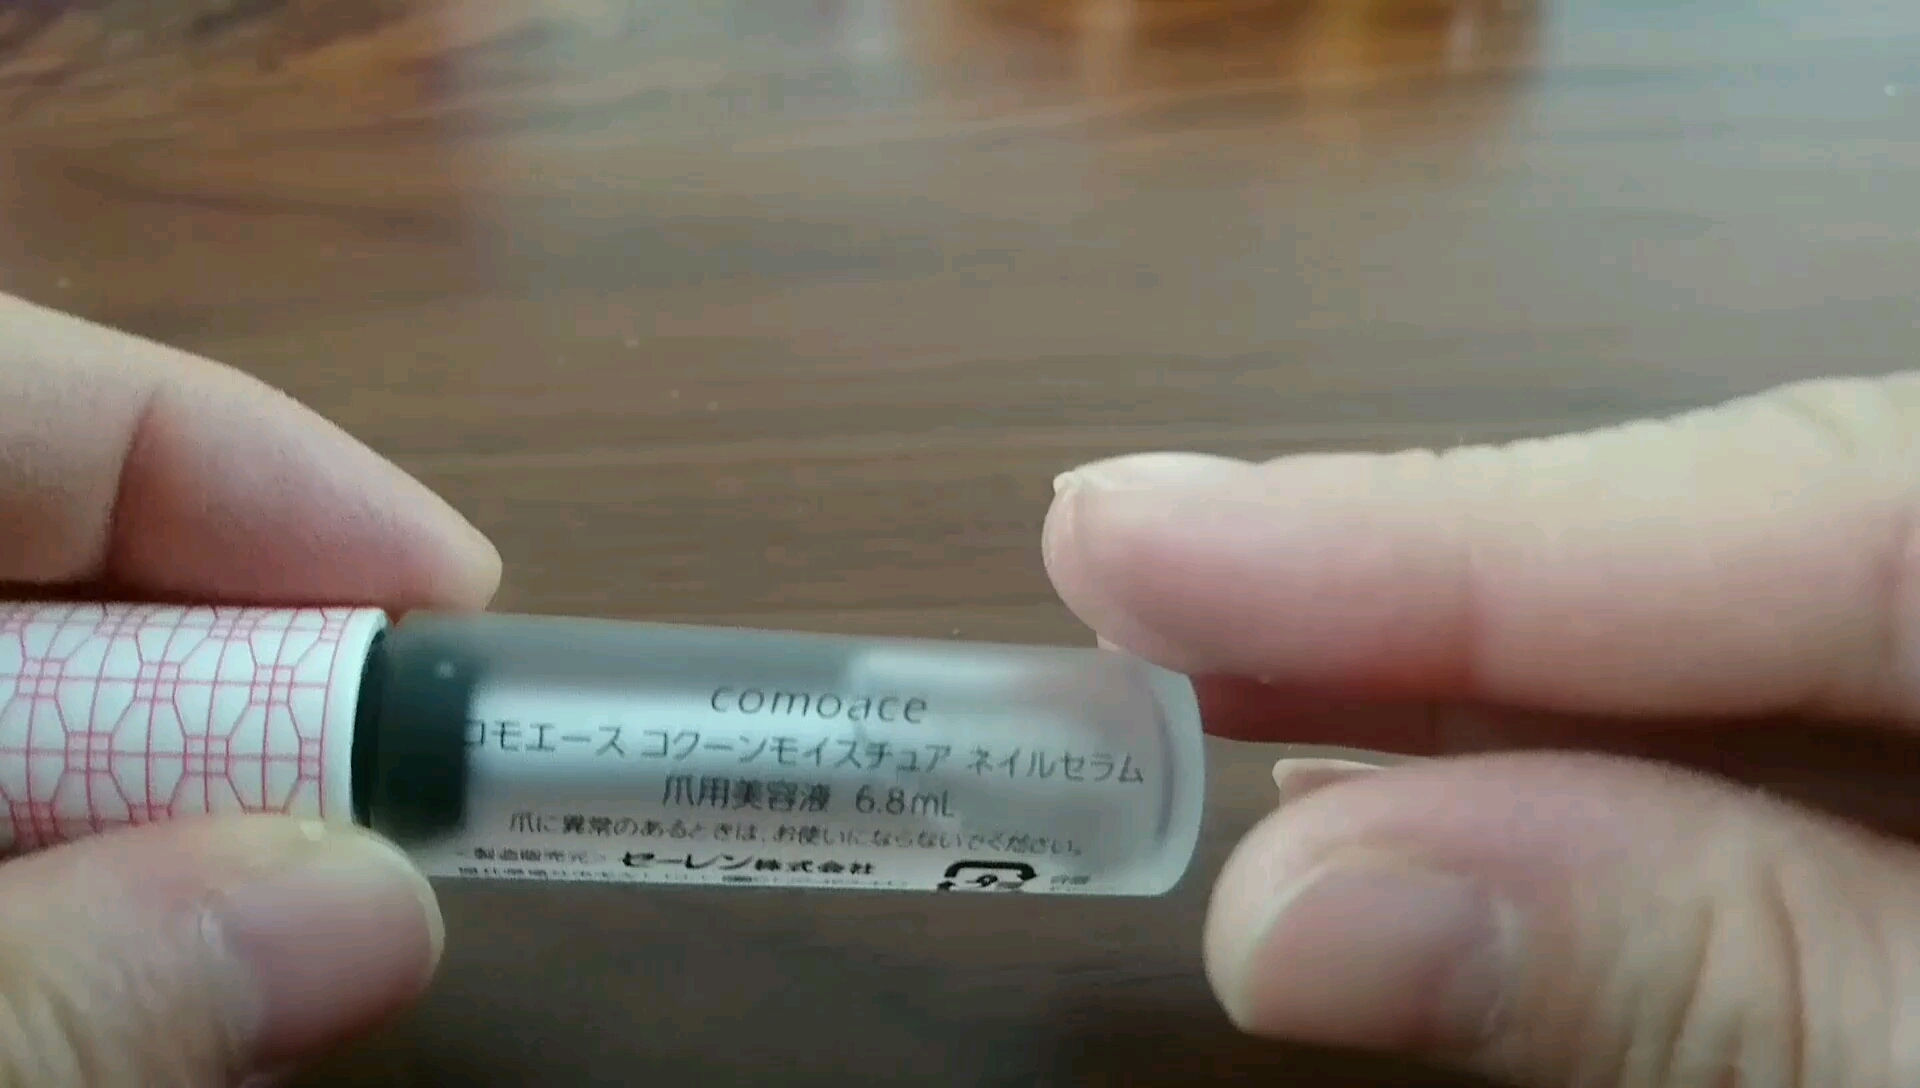 comoace
コモエース コクーンモイスチュア ネイルセラム
爪用美容液 6.8mL
爪に異常のあるときは、お使いにならないでください。
<製造販売元> セーレン株式会社